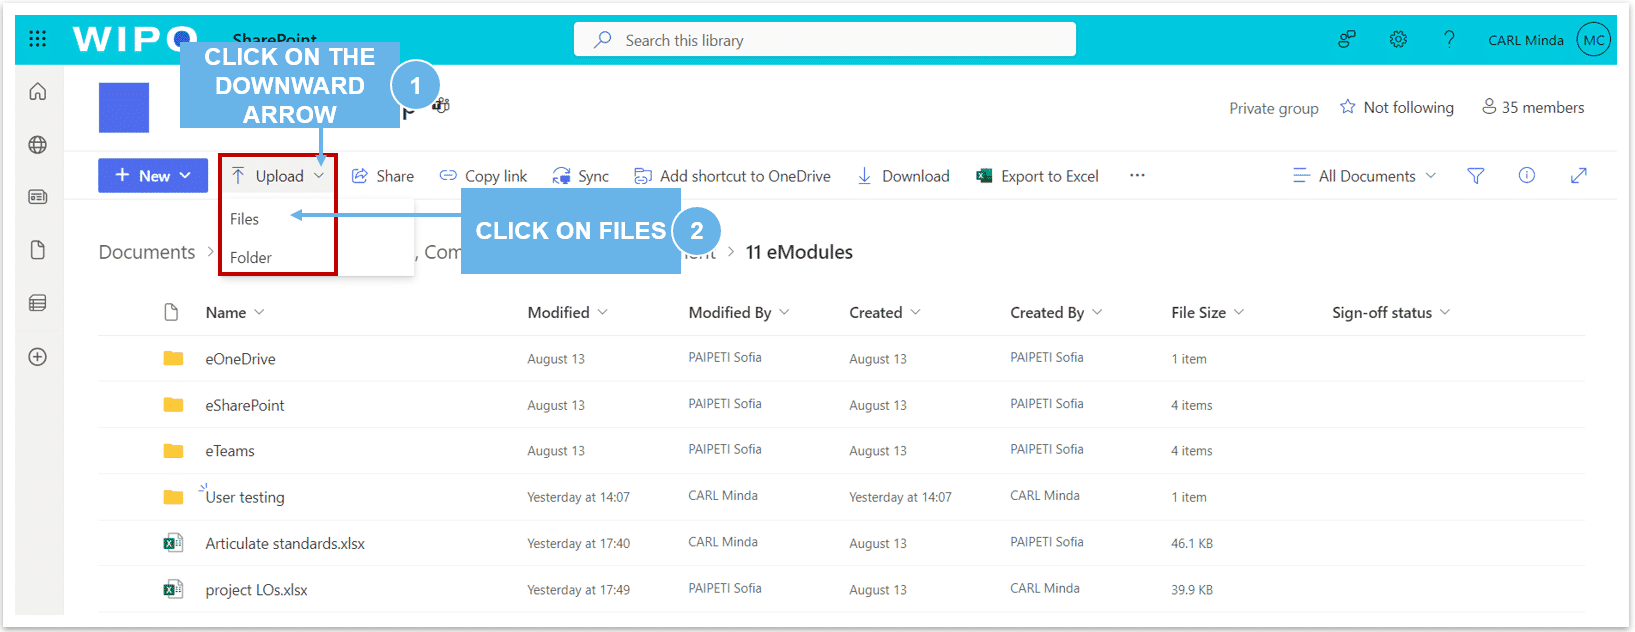 WIPO SharePoint
Search this library
CARL Minda MC
CLICK ON THE
DOWNWARD
ARROW
1
p
Private group Not following 35 members
+ New Upload Share Copy link Sync Add shortcut to OneDrive Download Export to Excel ... All Documents
Files
Folder
CLICK ON FILES 2
Documents > , Com ent > 11 eModules
Name Modified Modified By Created Created By File Size Sign-off status
eOneDrive August 13 PAIPETI Sofia August 13 PAIPETI Sofia 1 item
eSharePoint August 13 PAIPETI Sofia August 13 PAIPETI Sofia 4 items
eTeams August 13 PAIPETI Sofia August 13 PAIPETI Sofia 4 items
User testing Yesterday at 14:07 CARL Minda Yesterday at 14:07 CARL Minda 1 item
Articulate standards.xlsx Yesterday at 17:40 CARL Minda August 13 PAIPETI Sofia 46.1 KB
project LOs.xlsx Yesterday at 17:49 PAIPETI Sofia August 13 CARL Minda 39.9 KB